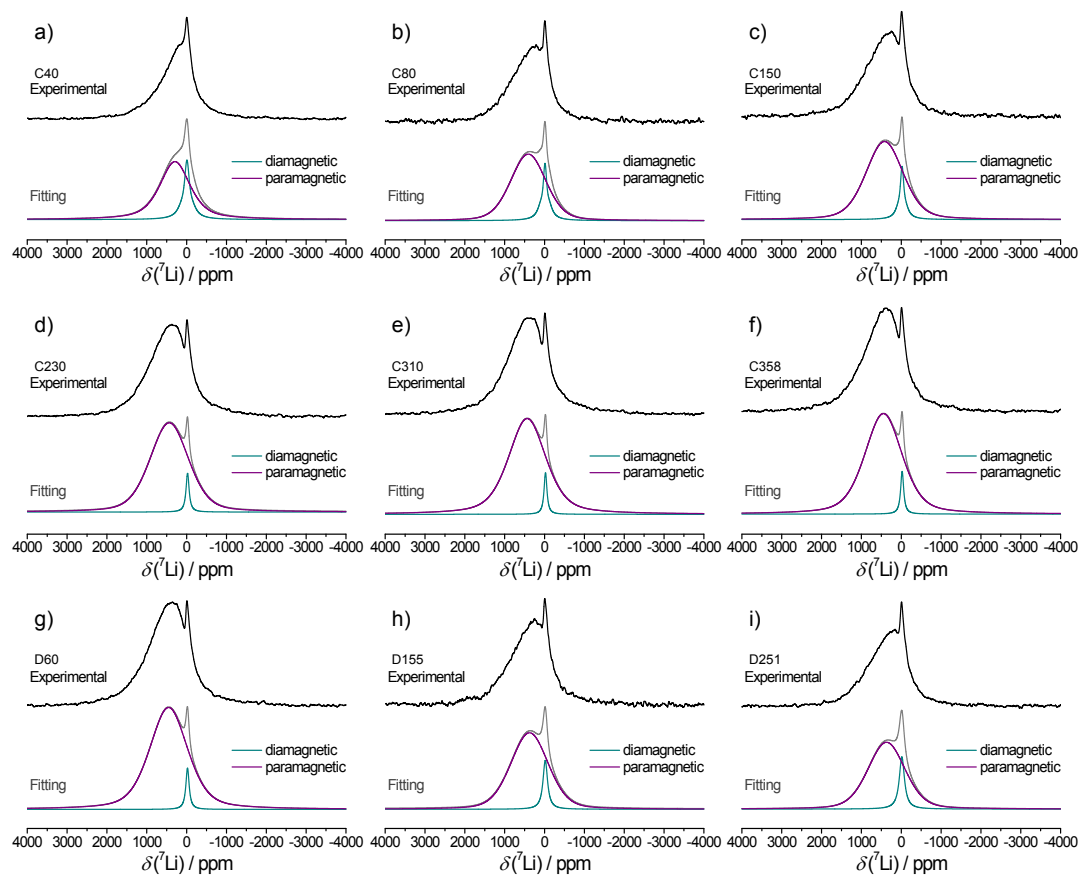 a)
C40
Experimental
diamagnetic
paramagnetic
Fitting
4000 3000 2000 1000 0 -1000 -2000 -3000 -4000
δ(⁷Li) / ppm
b)
C80
Experimental
diamagnetic
paramagnetic
Fitting
4000 3000 2000 1000 0 -1000 -2000 -3000 -4000
δ(⁷Li) / ppm
c)
C150
Experimental
diamagnetic
paramagnetic
Fitting
4000 3000 2000 1000 0 -1000 -2000 -3000 -4000
δ(⁷Li) / ppm
d)
C230
Experimental
diamagnetic
paramagnetic
Fitting
4000 3000 2000 1000 0 -1000 -2000 -3000 -4000
δ(⁷Li) / ppm
e)
C310
Experimental
diamagnetic
paramagnetic
Fitting
4000 3000 2000 1000 0 -1000 -2000 -3000 -4000
δ(⁷Li) / ppm
f)
C358
Experimental
diamagnetic
paramagnetic
Fitting
4000 3000 2000 1000 0 -1000 -2000 -3000 -4000
δ(⁷Li) / ppm
g)
D60
Experimental
diamagnetic
paramagnetic
Fitting
4000 3000 2000 1000 0 -1000 -2000 -3000 -4000
δ(⁷Li) / ppm
h)
D155
Experimental
diamagnetic
paramagnetic
Fitting
4000 3000 2000 1000 0 -1000 -2000 -3000 -4000
δ(⁷Li) / ppm
i)
D251
Experimental
diamagnetic
paramagnetic
Fitting
4000 3000 2000 1000 0 -1000 -2000 -3000 -4000
δ(⁷Li) / ppm